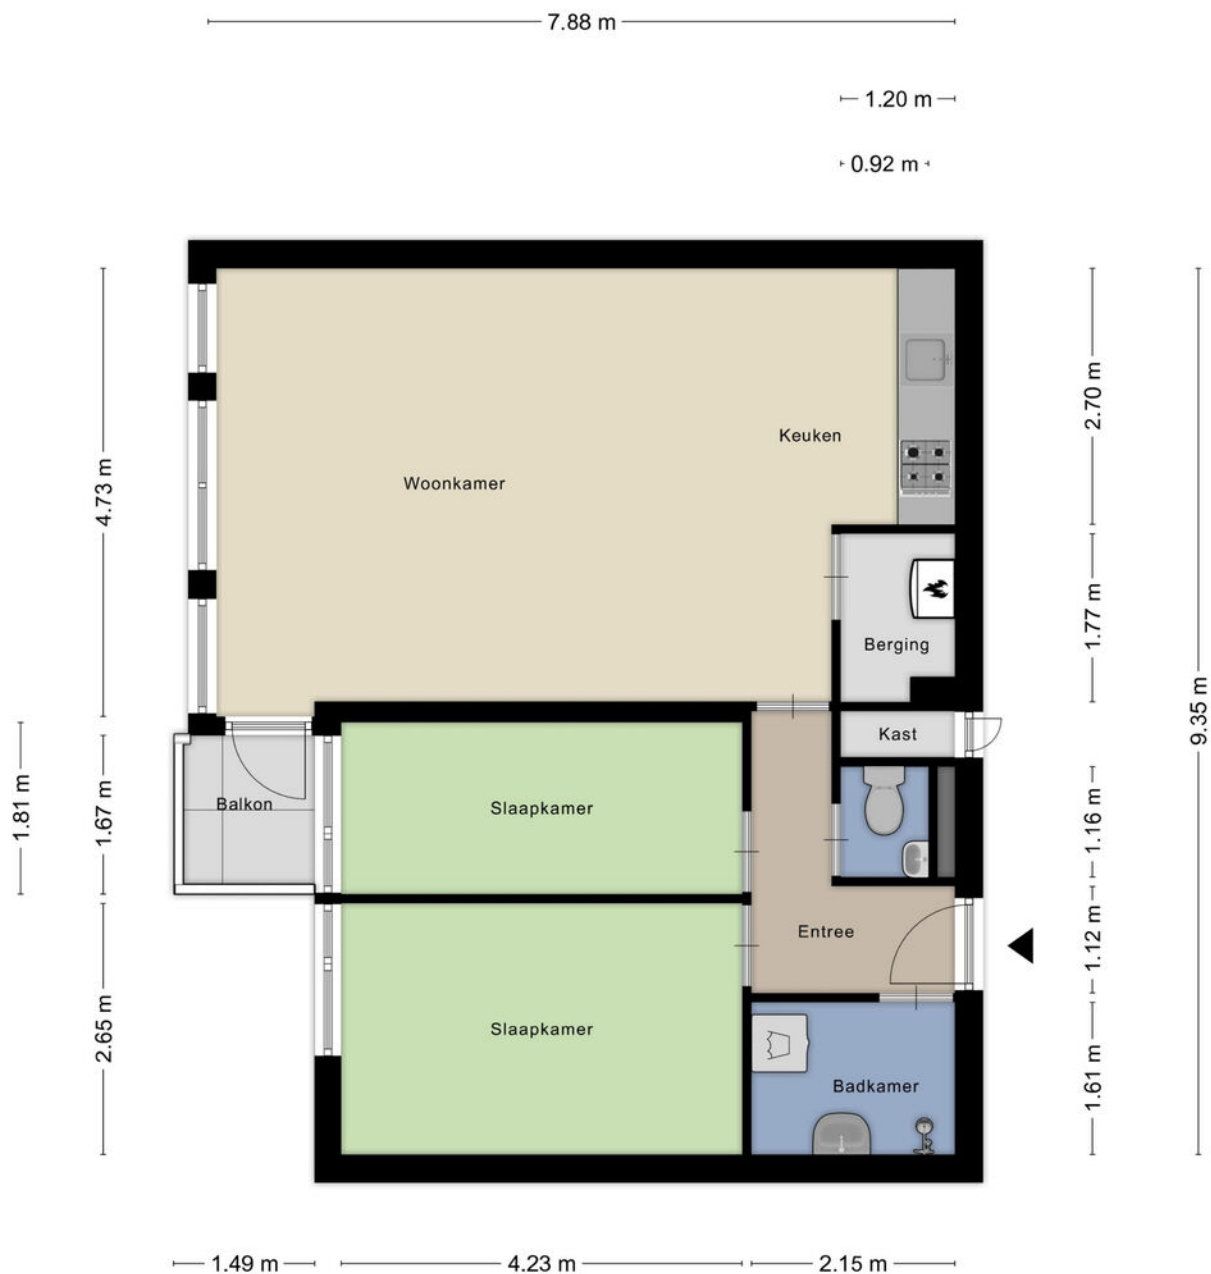 7.88 m
1.20 m
0.92 m
4.73 m
2.70 m
Keuken
Woonkamer
1.77 m
Berging
9.35 m
Kast
1.81 m
1.67 m
Balkon
Slaapkamer
1.16 m
Entree
1.12 m
2.65 m
Slaapkamer
1.61 m
Badkamer
1.49 m
4.23 m
2.15 m